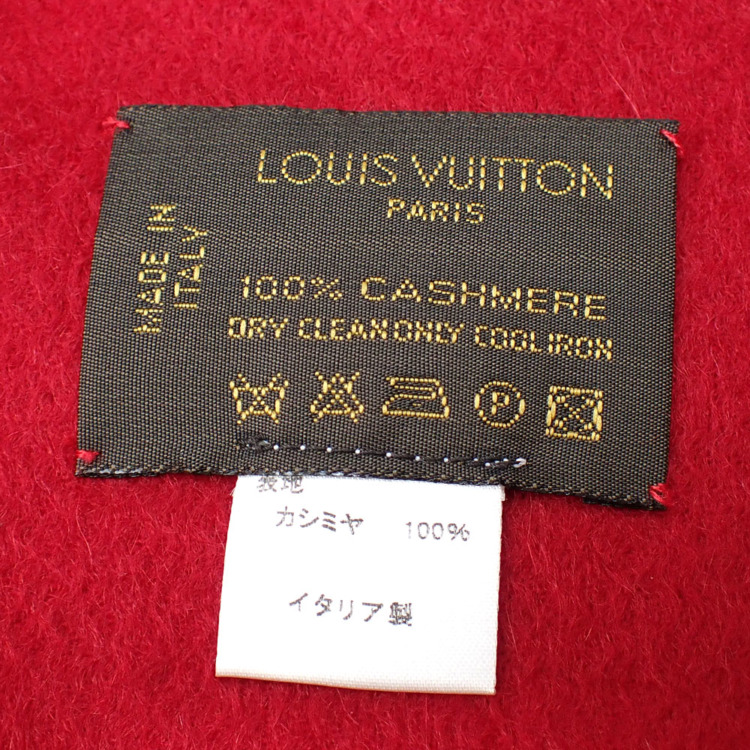 LOUIS VUITTON
PARIS
MADE IN
ITALY
100% CASHMERE
DRY CLEAN ONLY COOL IRON
P
表地
カシミヤ 100%
イタリア製